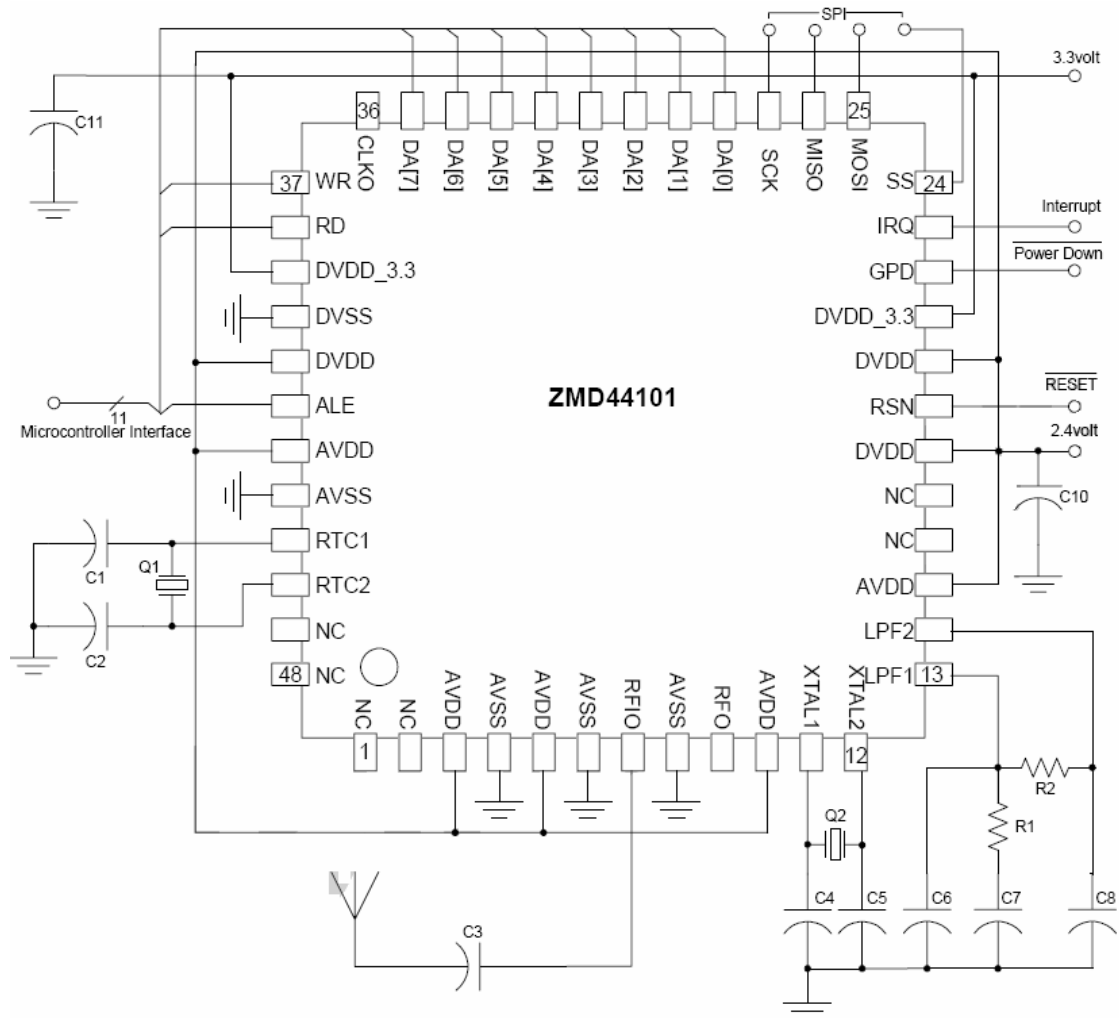 SPI
3.3volt
C11
36
25
CLKO
DA[7]
DA[6]
DA[5]
DA[4]
DA[3]
DA[2]
DA[1]
DA[0]
SCK
MISO
MOSI
37 WR
SS 24
RD
IRQ
Interrupt
DVDD_3.3
GPD
Power Down
DVSS
DVDD_3.3
DVDD
DVDD
ZMD44101
ALE
RSN
RESET
11
Microcontroller Interface
AVDD
DVDD
2.4volt
AVSS
NC
C10
RTC1
NC
C1
Q1
RTC2
AVDD
C2
NC
LPF2
48 NC
LPF1 13
NC
NC
AVDD
AVSS
AVDD
AVSS
RFIO
AVSS
RFO
AVDD
XTAL1
XTAL2
1
12
R2
Q2
R1
C4
C5
C6
C7
C8
C3